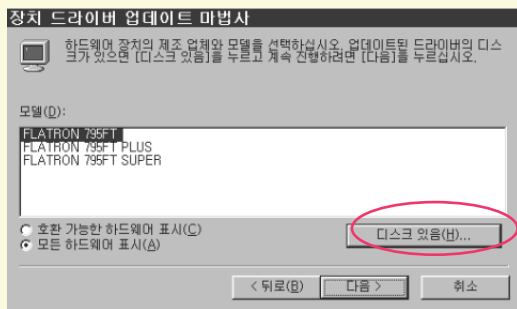 장치 드라이버 업데이트 마법사
하드웨어 장치의 제조 업체와 모델을 선택하십시오. 업데이트된 드라이버의 디스
크가 있으면 [디스크 있음]을 누르고 계속 진행하려면 [다음]을 누르십시오.
모델(D):
FLATRON 795FT
FLATRON 795FT PLUS
FLATRON 795FT SUPER
호환 가능한 하드웨어 표시(C)
모든 하드웨어 표시(A)
디스크 있음(H)...
< 뒤로(B)
다음 >
취소